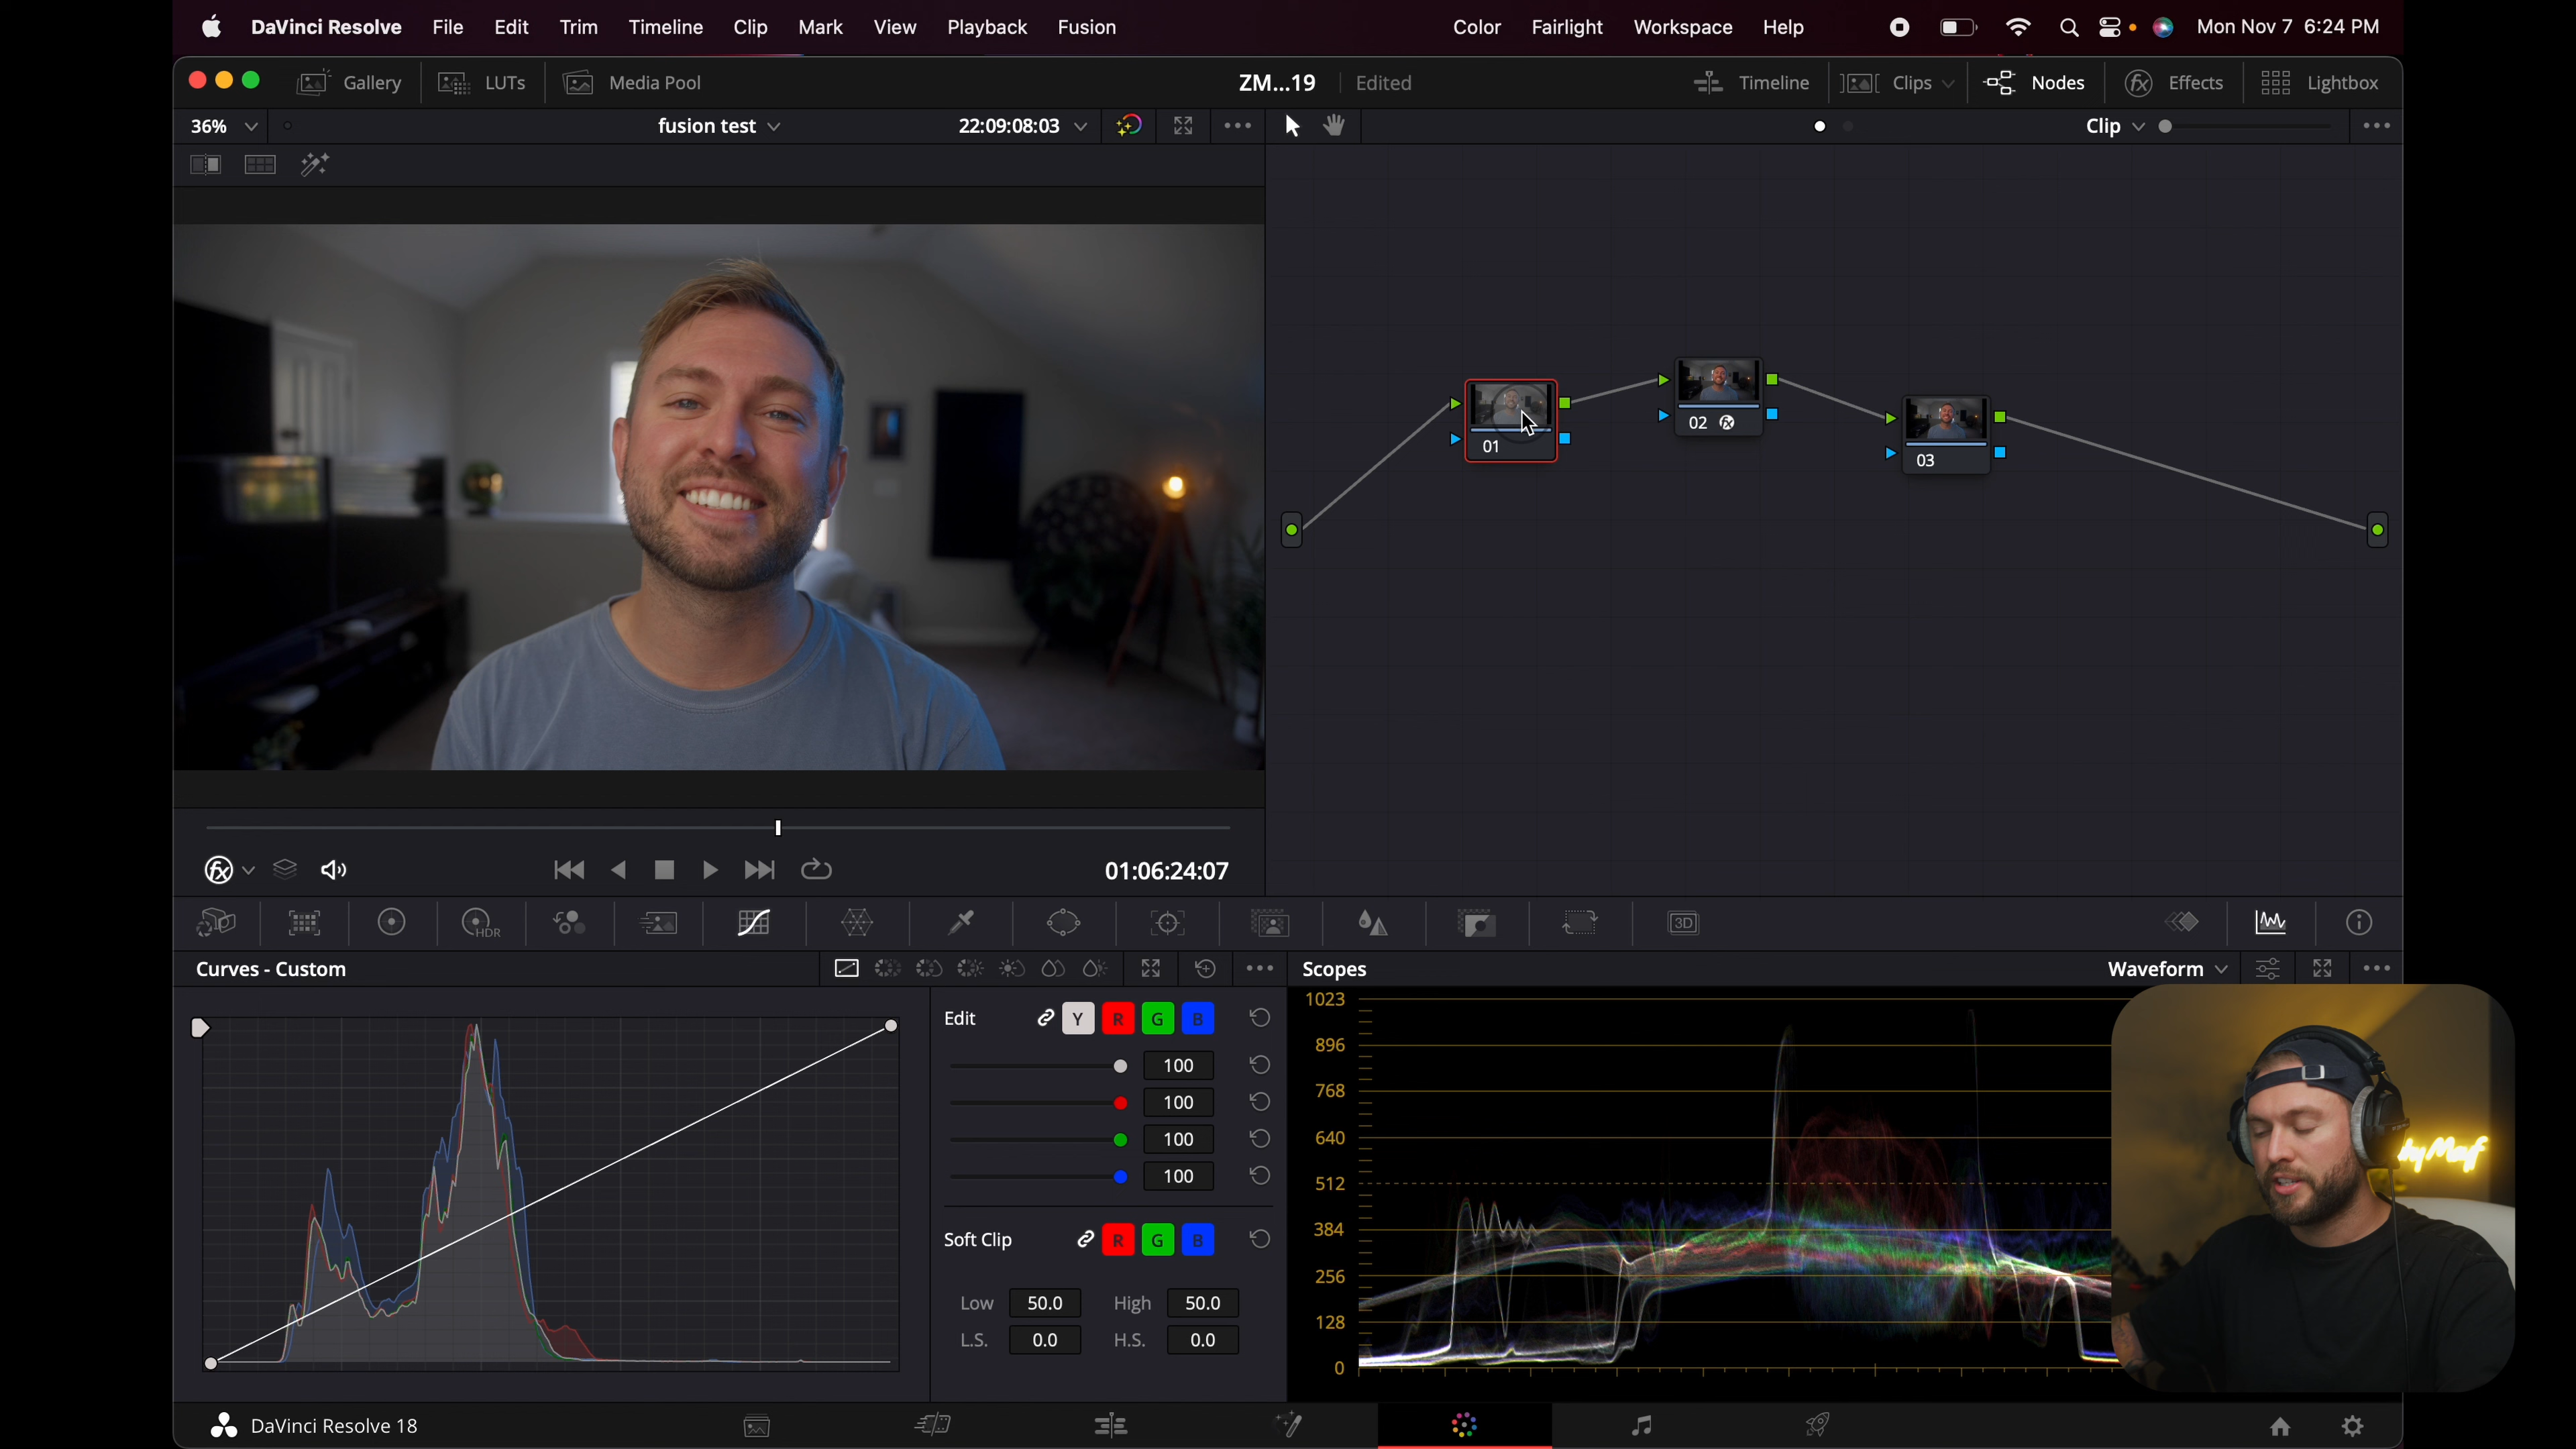 DaVinci Resolve File Edit Trim Timeline Clip Mark View Playback Fusion Color Fairlight Workspace Help Mon Nov 7 6:24 PM
Gallery LUTs Media Pool ZM...19 Edited Timeline Clips Nodes Effects Lightbox
36% fusion test 22:09:08:03 Clip
01
02
03
01:06:24:07
HDR
3D
Curves - Custom
Edit Y R G B
100
100
100
100
Soft Clip R G B
Low 50.0 High 50.0
L.S. 0.0 H.S. 0.0
Scopes Waveform
1023
896
768
640
512
384
256
128
0
DaVinci Resolve 18